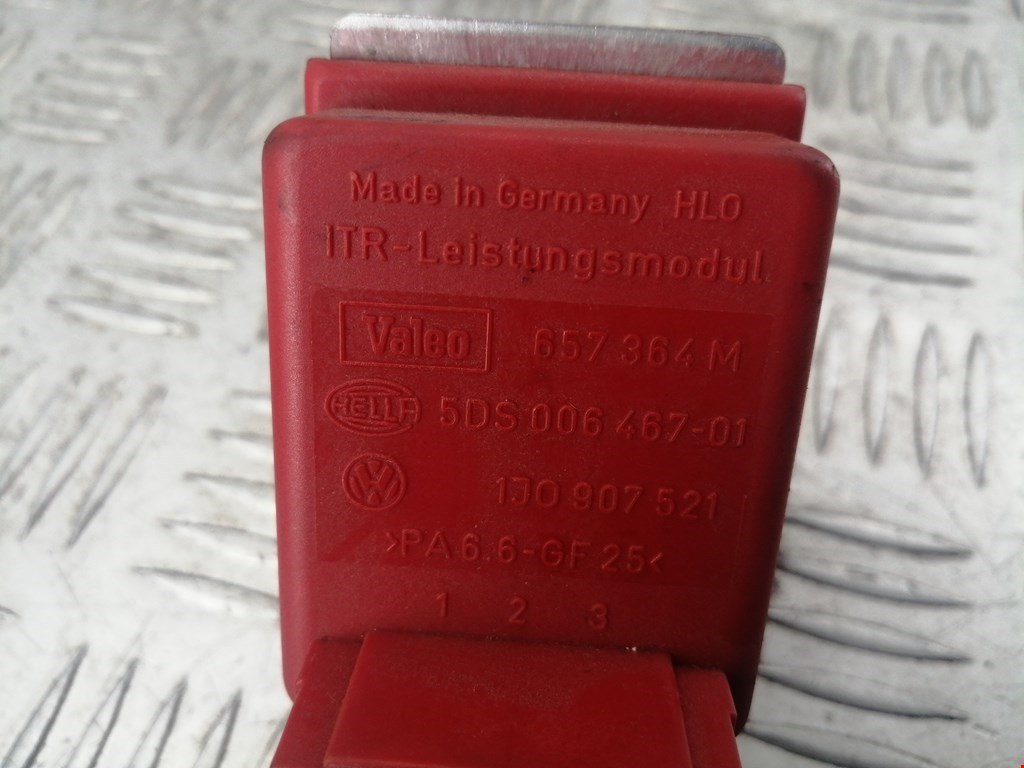 Made in Germany HLO
ITR-Leistungsmodul
Valeo 657 364 M
HELLA 5DS 006 467-01
VW 1J0 907 521
>PA 6.6-GF 25<
1 2 3